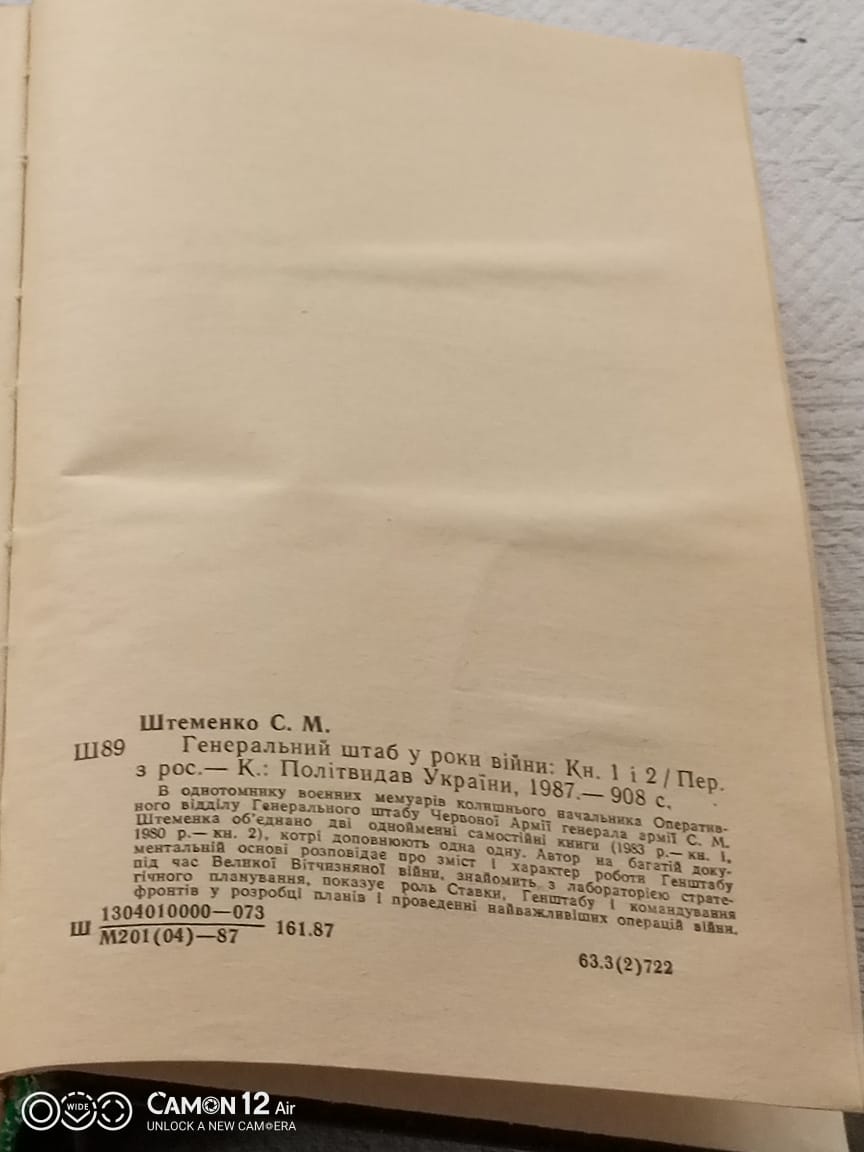 Штеменко С. М.
Ш89 Генеральний штаб у роки війни: Кн. 1 і 2 / Пер.
з рос.— К.: Політвидав України, 1987.— 908 с.
В однотомнику воєнних мемуарів колишнього начальника Оператив-
ного відділу Генерального штабу Червоної Армії генерала армії С. М.
Штеменка об'єднано дві однойменні самостійні книги (1983 р.— кн. 1,
1980 р.— кн. 2), котрі доповнюють одна одну. Автор на багатій доку-
ментальній основі розповідає про зміст і характер роботи Генштабу
під час Великої Вітчизняної війни, знайомить з лабораторією страте-
гічного планування, показує роль Ставки, Генштабу і командування
фронтів у розробці планів і проведенні найважливіших операцій війни.
Ш 1304010000—073
М201(04)—87 161.87
63.3(2)722
WIDE
CAMON 12 Air
UNLOCK A NEW CAMERA